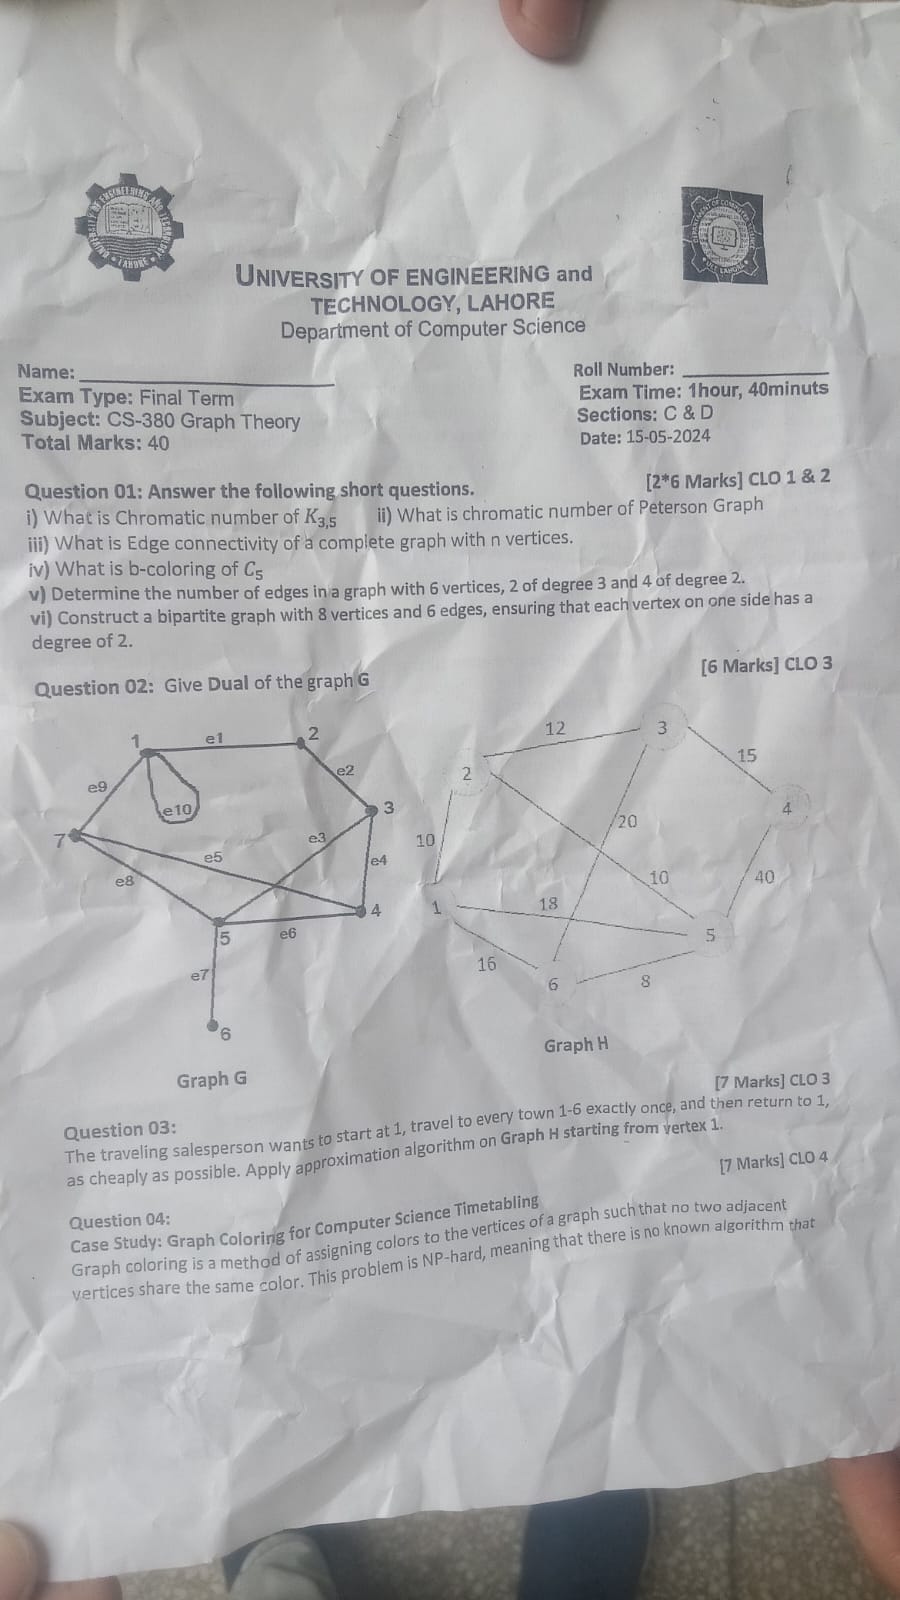 UNIVERSITY OF ENGINEERING and
TECHNOLOGY, LAHORE
Department of Computer Science
Name:
Roll Number:
Exam Type: Final Term
Exam Time: 1hour, 40minuts
Subject: CS-380 Graph Theory
Sections: C & D
Total Marks: 40
Date: 15-05-2024
Question 01: Answer the following short questions.
[2*6 Marks] CLO 1 & 2
i) What is Chromatic number of K3,5 ii) What is chromatic number of Peterson Graph
iii) What is Edge connectivity of a complete graph with n vertices.
iv) What is b-coloring of C5
v) Determine the number of edges in a graph with 6 vertices, 2 of degree 3 and 4 of degree 2.
vi) Construct a bipartite graph with 8 vertices and 6 edges, ensuring that each vertex on one side has a
degree of 2.
Question 02: Give Dual of the graph G
[6 Marks] CLO 3
1
e1
2
e2
e9
e10
3
7
e3
e5
e4
e8
4
5
e6
e7
6
Graph G
12
3
2
15
4
20
10
10
40
1
18
5
16
6
8
Graph H
[7 Marks] CLO 3
Question 03:
The traveling salesperson wants to start at 1, travel to every town 1-6 exactly once, and then return to 1,
as cheaply as possible. Apply approximation algorithm on Graph H starting from vertex 1.
[7 Marks] CLO 4
Question 04:
Case Study: Graph Coloring for Computer Science Timetabling
Graph coloring is a method of assigning colors to the vertices of a graph such that no two adjacent
vertices share the same color. This problem is NP-hard, meaning that there is no known algorithm that